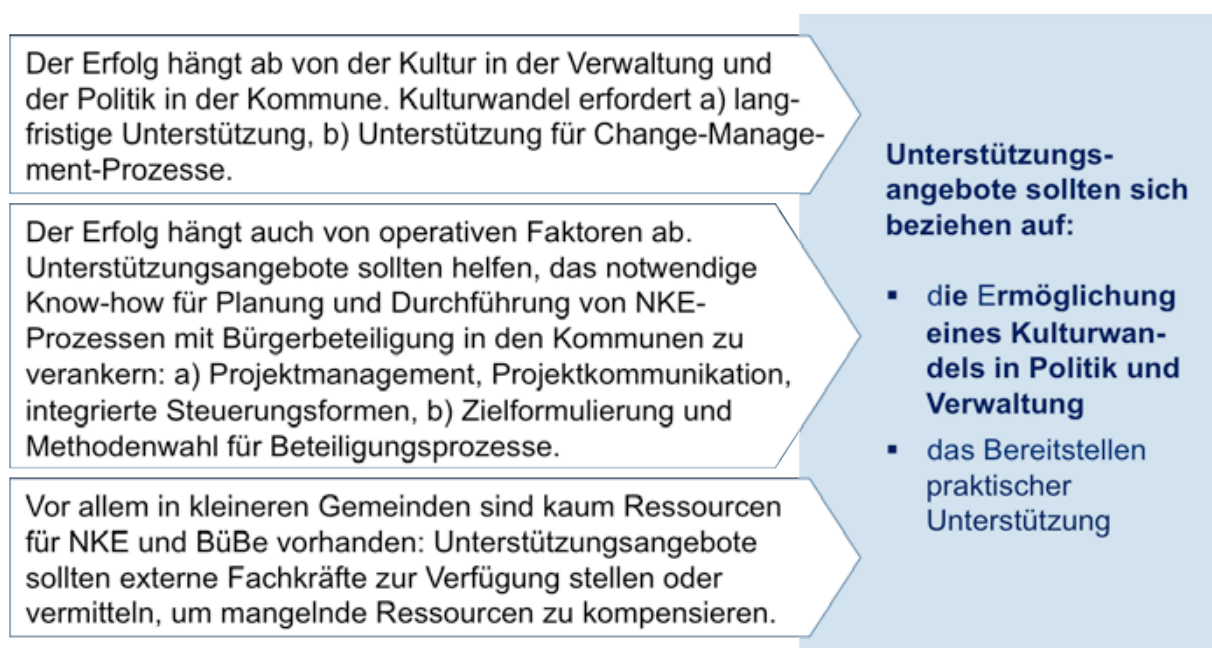 Der Erfolg hängt ab von der Kultur in der Verwaltung und
der Politik in der Kommune. Kulturwandel erfordert a) lang-
fristige Unterstützung, b) Unterstützung für Change-Manage-
ment-Prozesse.
Der Erfolg hängt auch von operativen Faktoren ab.
Unterstützungsangebote sollten helfen, das notwendige
Know-how für Planung und Durchführung von NKE-
Prozessen mit Bürgerbeteiligung in den Kommunen zu
verankern: a) Projektmanagement, Projektkommunikation,
integrierte Steuerungsformen, b) Zielformulierung und
Methodenwahl für Beteiligungsprozesse.
Vor allem in kleineren Gemeinden sind kaum Ressourcen
für NKE und BüBe vorhanden: Unterstützungsangebote
sollten externe Fachkräfte zur Verfügung stellen oder
vermitteln, um mangelnde Ressourcen zu kompensieren.
Unterstützungs-
angebote sollten sich
beziehen auf:
▪ die Ermöglichung
eines Kulturwan-
dels in Politik und
Verwaltung
▪ das Bereitstellen
praktischer
Unterstützung